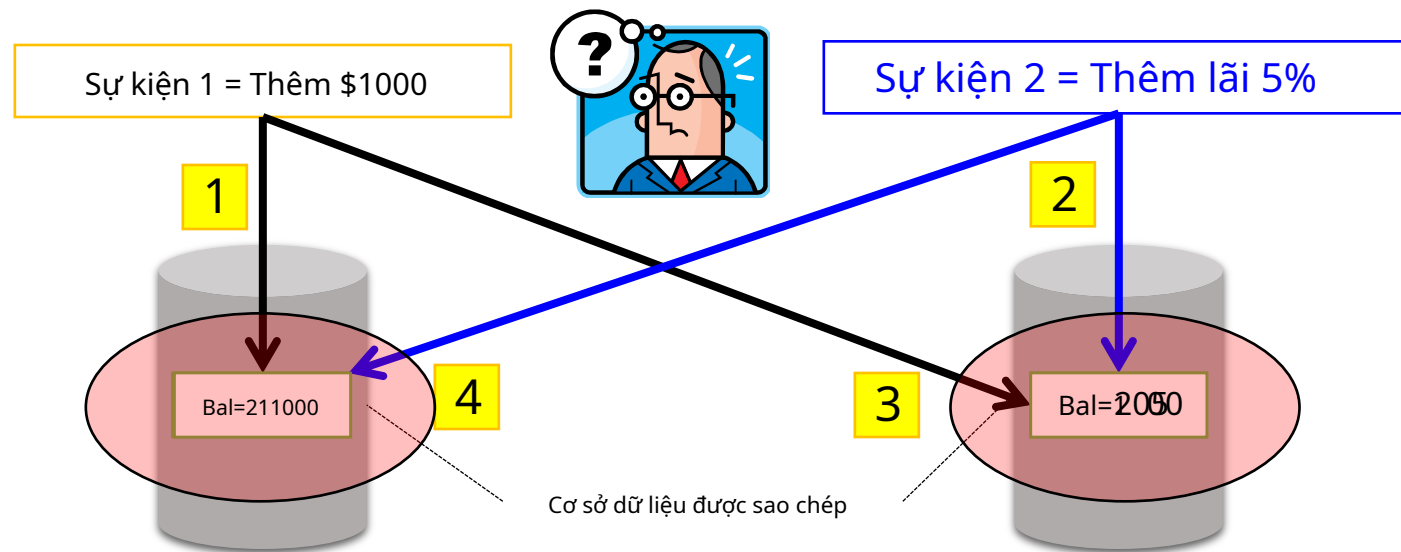 ?
Sự kiện 1 = Thêm $1000
Sự kiện 2 = Thêm lãi 5%
1
2
Bal=211000
4
3
Bal=
Cơ sở dữ liệu được sao chép